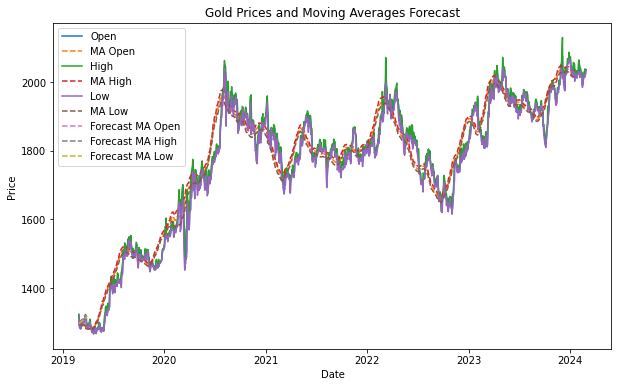 Gold Prices and Moving Averages Forecast
Open
MA Open
High
MA High
Low
MA Low
Forecast MA Open
Forecast MA High
Forecast MA Low
Price
2000
1800
1600
1400
2019
2020
2021
2022
2023
2024
Date